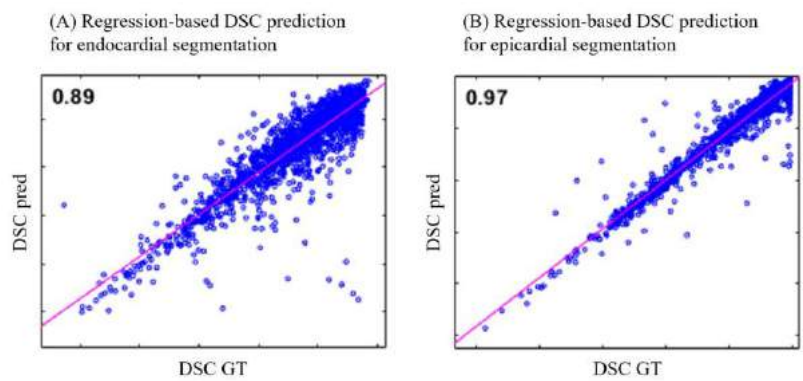 (A) Regression-based DSC prediction
for endocardial segmentation
(B) Regression-based DSC prediction
for epicardial segmentation
0.89
0.97
DSC pred
DSC pred
DSC GT
DSC GT